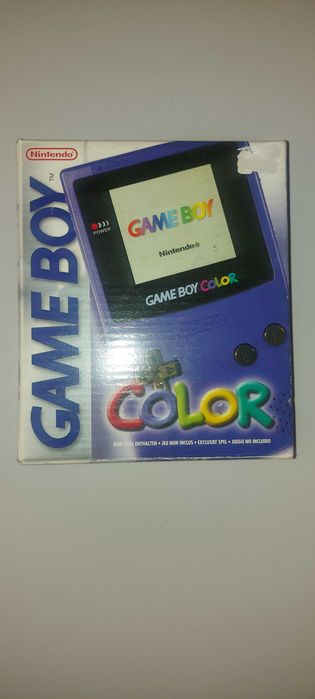 Nintendo
GAME BOY™
POWER
GAME BOY
Nintendo®
GAME BOY COLOR
Nintendo
COLOR
KEIN SPIEL ENTHALTEN • JEU NON INCLUS • EXCLUSIEF SPEL • JUEGO NO INCLUIDO